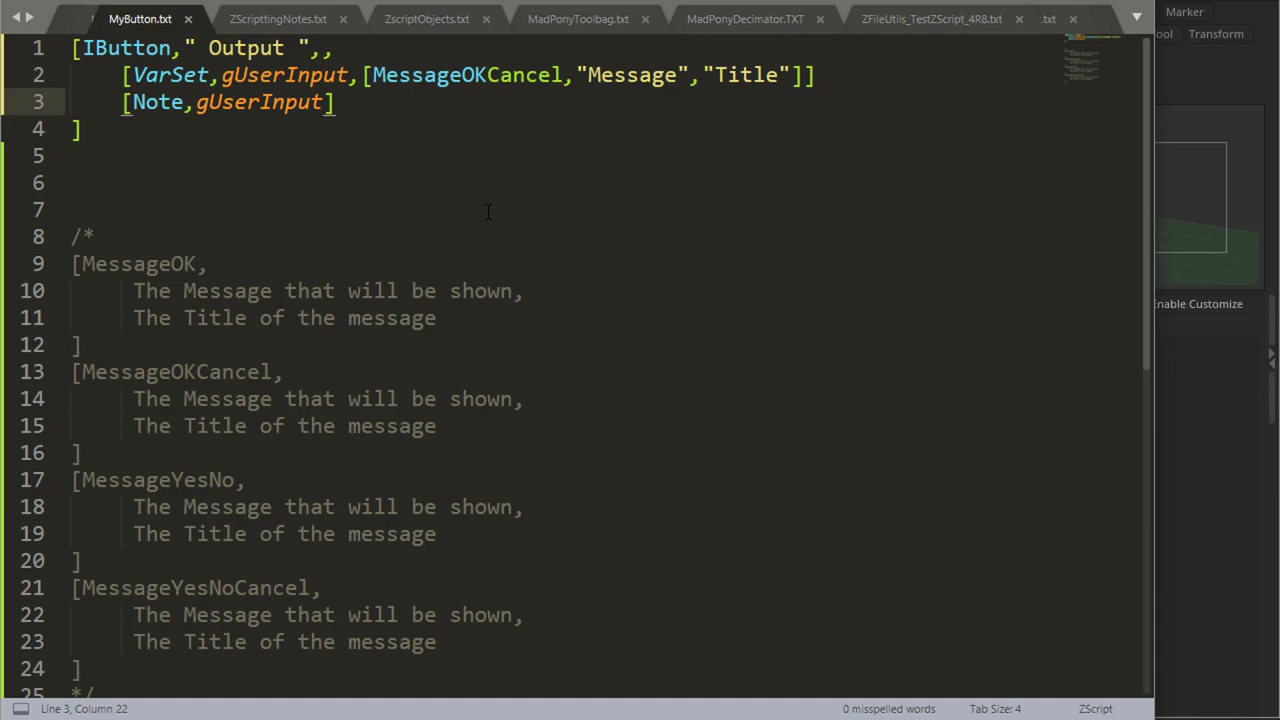 MyButton.txt ZScripttingNotes.txt ZscriptObjects.txt MadPonyToolbag.txt MadPonyDecimator.TXT ZFileUtils_TestZScript_4R8.txt :.txt Marker
ool Transform
1 [IButton," Output ",,
2 [VarSet,gUserInput,[MessageOKCancel,"Message","Title"]]
3 [Note,gUserInput]
4 ]
5
6
7
8 /*
9 [MessageOK,
10 The Message that will be shown,
11 The Title of the message
12 ]
13 [MessageOKCancel,
14 The Message that will be shown,
15 The Title of the message
16 ]
17 [MessageYesNo,
18 The Message that will be shown,
19 The Title of the message
20 ]
21 [MessageYesNoCancel,
22 The Message that will be shown,
23 The Title of the message
24 ]
25 */
Enable Customize
Line 3, Column 22 0 misspelled words Tab Size: 4 ZScript